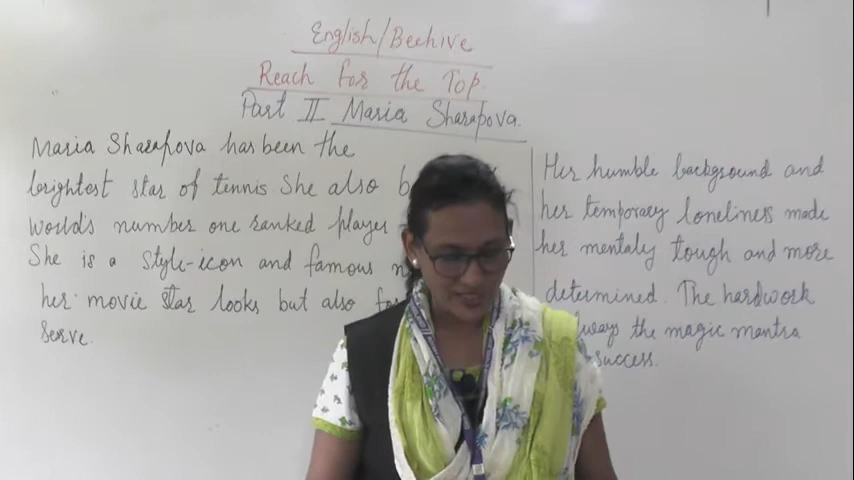 English/Beehive
Reach for the Top.
Part II Maria Sharapova.
Maria Sharapova has been the
brightest star of tennis. She also
world's number one ranked player
She is a style-icon and famous
her movie star looks but also
serve.
Her humble background and
her temporary loneliness made
her mentaly tough and more
determined. The hardwork
the magic mantra
success.